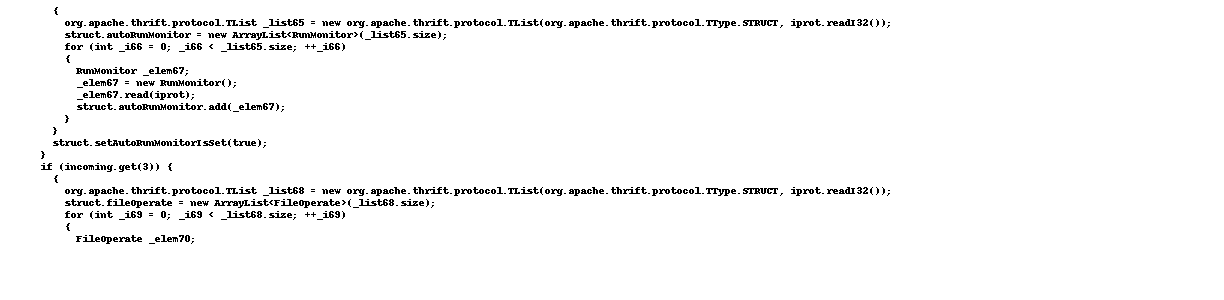 {
org.apache.thrift.protocol.TList _list65 = new org.apache.thrift.protocol.TList(org.apache.thrift.protocol.TType.STRUCT, iprot.readI32());
struct.autoRunMonitor = new ArrayList<RunMonitor>(_list65.size);
for (int _i66 = 0; _i66 < _list65.size; ++_i66)
{
RunMonitor _elem67;
_elem67 = new RunMonitor();
_elem67.read(iprot);
struct.autoRunMonitor.add(_elem67);
}
}
struct.setAutoRunMonitorIsSet(true);
}
if (incoming.get(3)) {
{
org.apache.thrift.protocol.TList _list68 = new org.apache.thrift.protocol.TList(org.apache.thrift.protocol.TType.STRUCT, iprot.readI32());
struct.fileOperate = new ArrayList<FileOperate>(_list68.size);
for (int _i69 = 0; _i69 < _list68.size; ++_i69)
{
FileOperate _elem70;